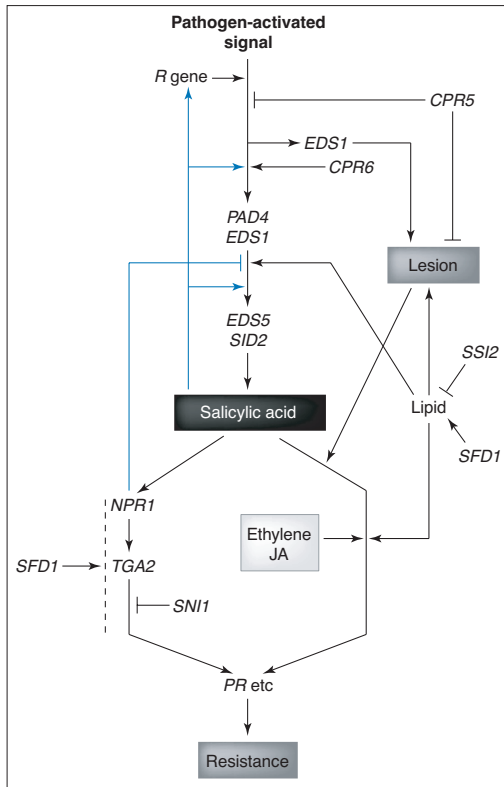 Pathogen-activated
signal
R gene
CPR5
EDS1
CPR6
PAD4
EDS1
Lesion
EDS5
SID2
SSI2
Salicylic acid
Lipid
SFD1
NPR1
Ethylene
JA
SFD1
TGA2
SNI1
PR etc
Resistance